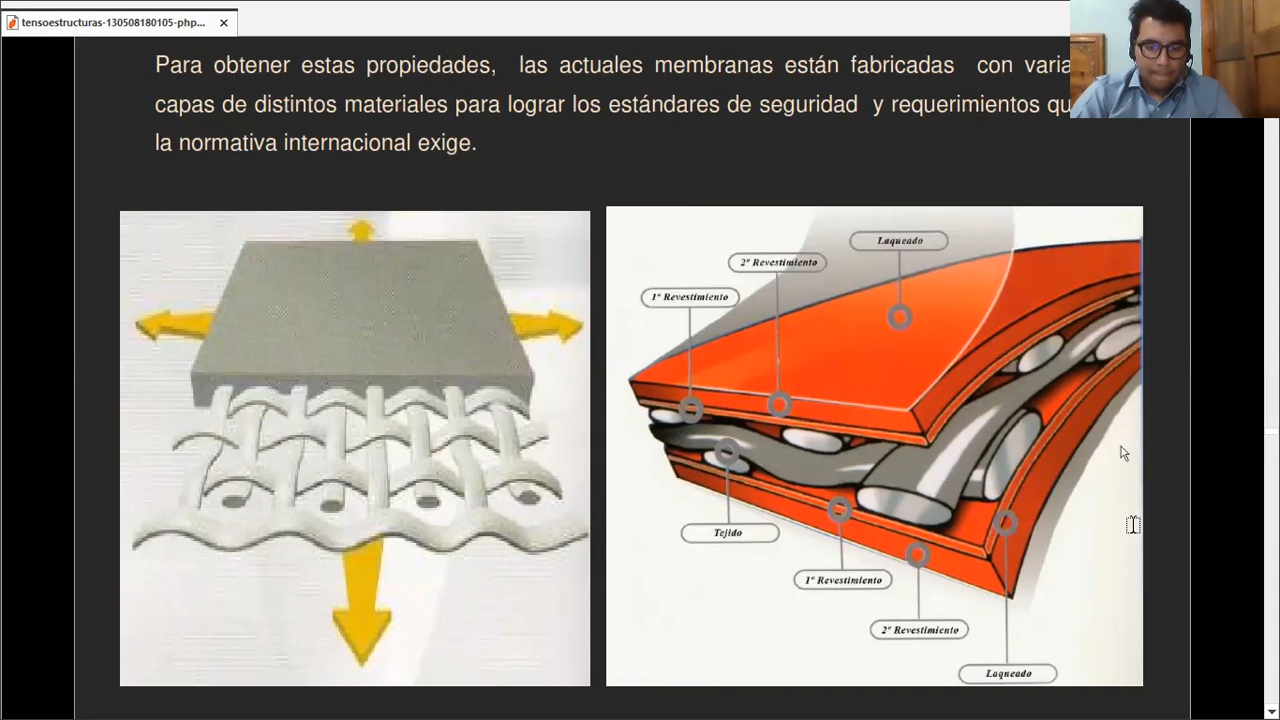 tensoestructuras-130508180105-php...
Para obtener estas propiedades, las actuales membranas están fabricadas con
capas de distintos materiales para lograr los estándares de seguridad y requerimientos
la normativa internacional exige.
Laqueado
2º Revestimiento
1º Revestimiento
Tejido
1º Revestimiento
2º Revestimiento
Laqueado